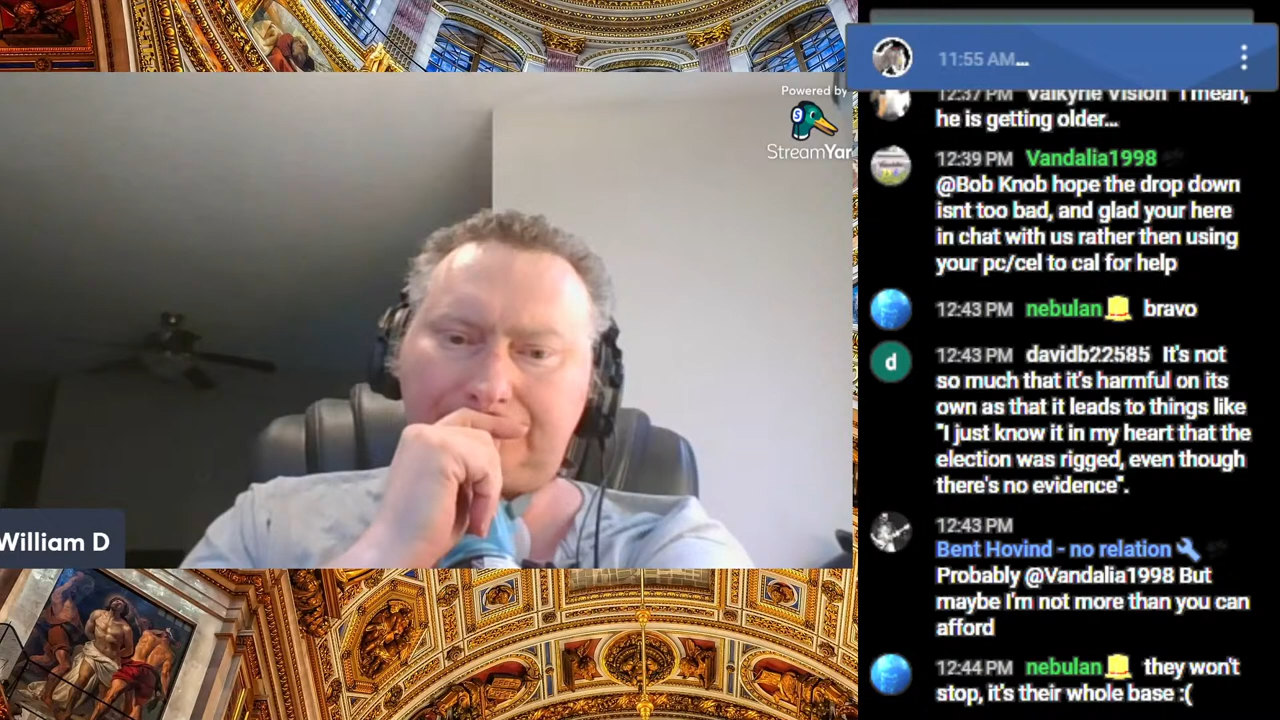 Powered by
StreamYar
William D
11:55 AM...
12:37 PM Valkyrie Vision I mean,
he is getting older...
12:39 PM Vandalia1998
@Bob Knob hope the drop down
isnt too bad, and glad your here
in chat with us rather then using
your pc/cel to cal for help
12:43 PM nebulan bravo
d
12:43 PM davidb22585 It's not
so much that it's harmful on its
own as that it leads to things like
"I just know it in my heart that the
election was rigged, even though
there's no evidence".
12:43 PM
Bent Hovind - no relation
Probably @Vandalia1998 But
maybe I'm not more than you can
afford
12:44 PM nebulan they won't
stop, it's their whole base :(